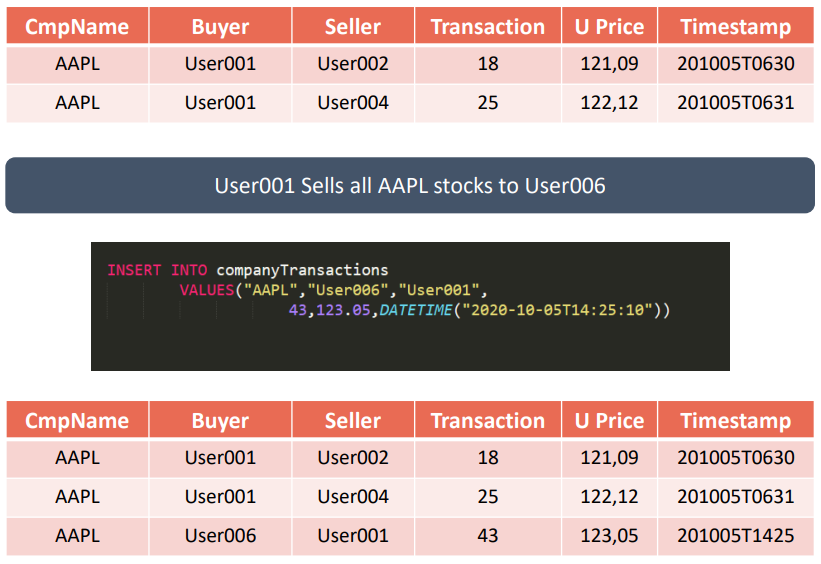 CmpName Buyer Seller Transaction U Price Timestamp
AAPL User001 User002 18 121,09 201005T0630
AAPL User001 User004 25 122,12 201005T0631
User001 Sells all AAPL stocks to User006
INSERT INTO companyTransactions
VALUES("AAPL","User006","User001",
43,123.05,DATETIME("2020-10-05T14:25:10"))
CmpName Buyer Seller Transaction U Price Timestamp
AAPL User001 User002 18 121,09 201005T0630
AAPL User001 User004 25 122,12 201005T0631
AAPL User006 User001 43 123,05 201005T1425